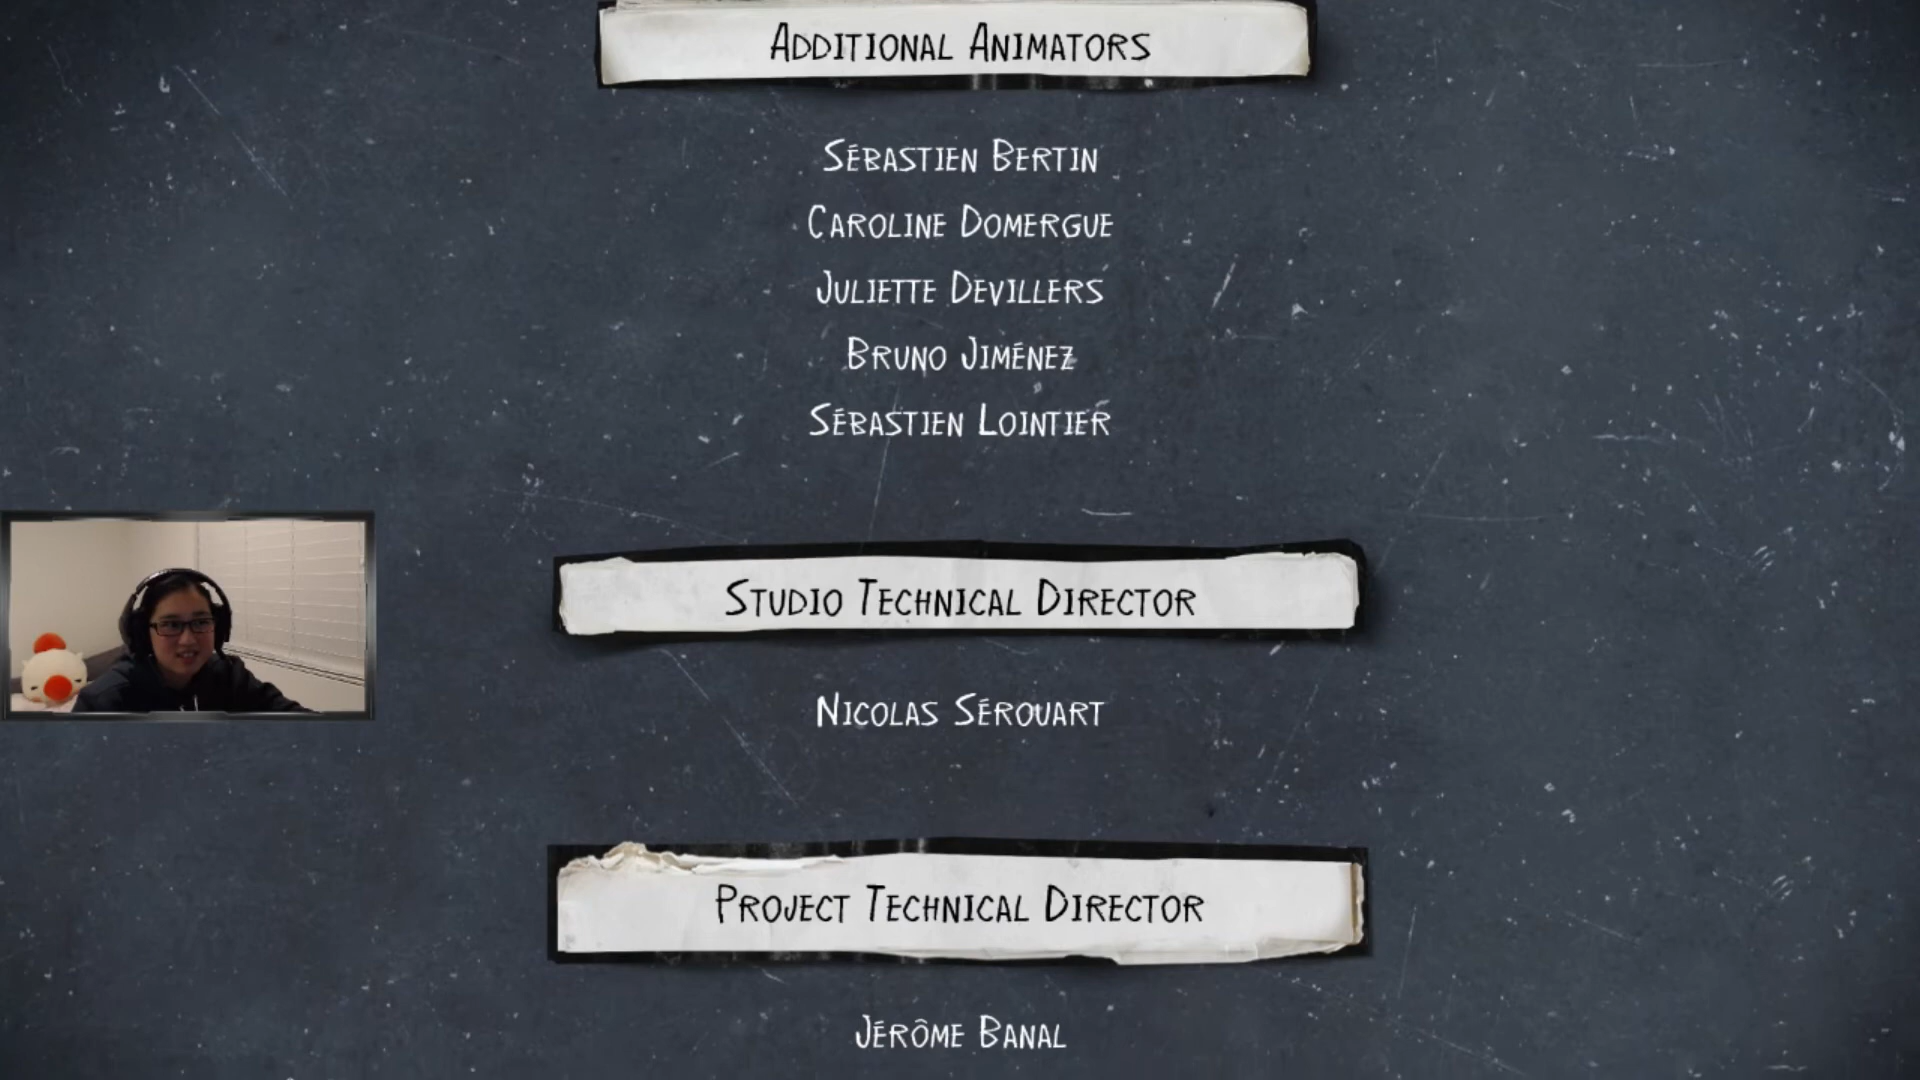 Additional Animators
Sébastien Bertin
Caroline Domergue
Juliette Devillers
Bruno Jiménez
Sébastien Lointier
Studio Technical Director
Nicolas Sérouart
Project Technical Director
Jérôme Banal